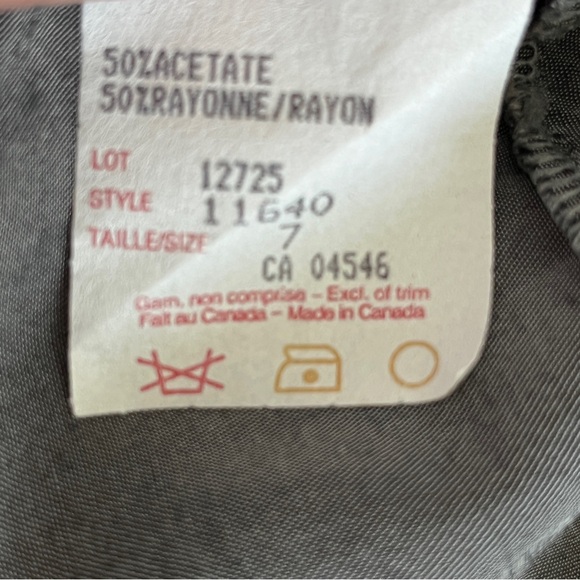 50%ACETATE
50%RAYONNE/RAYON
LOT 12725
STYLE 11640
TAILLE/SIZE 7
CA 04546
Garn. non comprise - Excl. of trim
Fait au Canada - Made in Canada